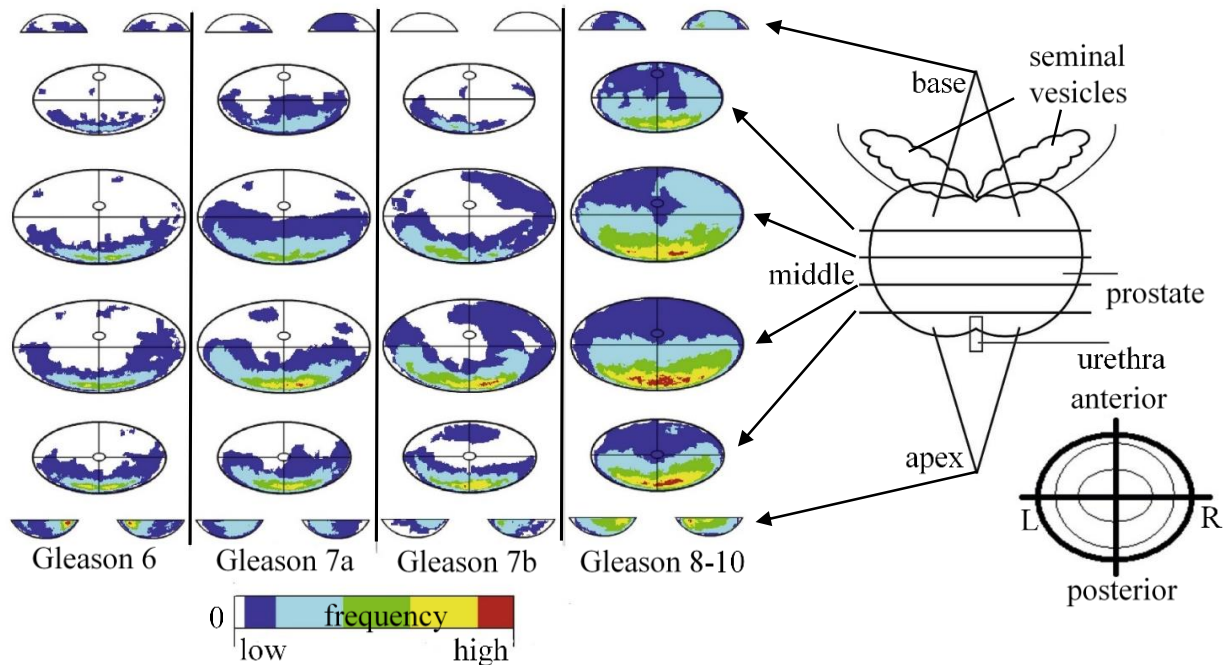 base
seminal
vesicles
middle
prostate
urethra
anterior
apex
L R
posterior
Gleason 6 Gleason 7a Gleason 7b Gleason 8-10
0 frequency
low high